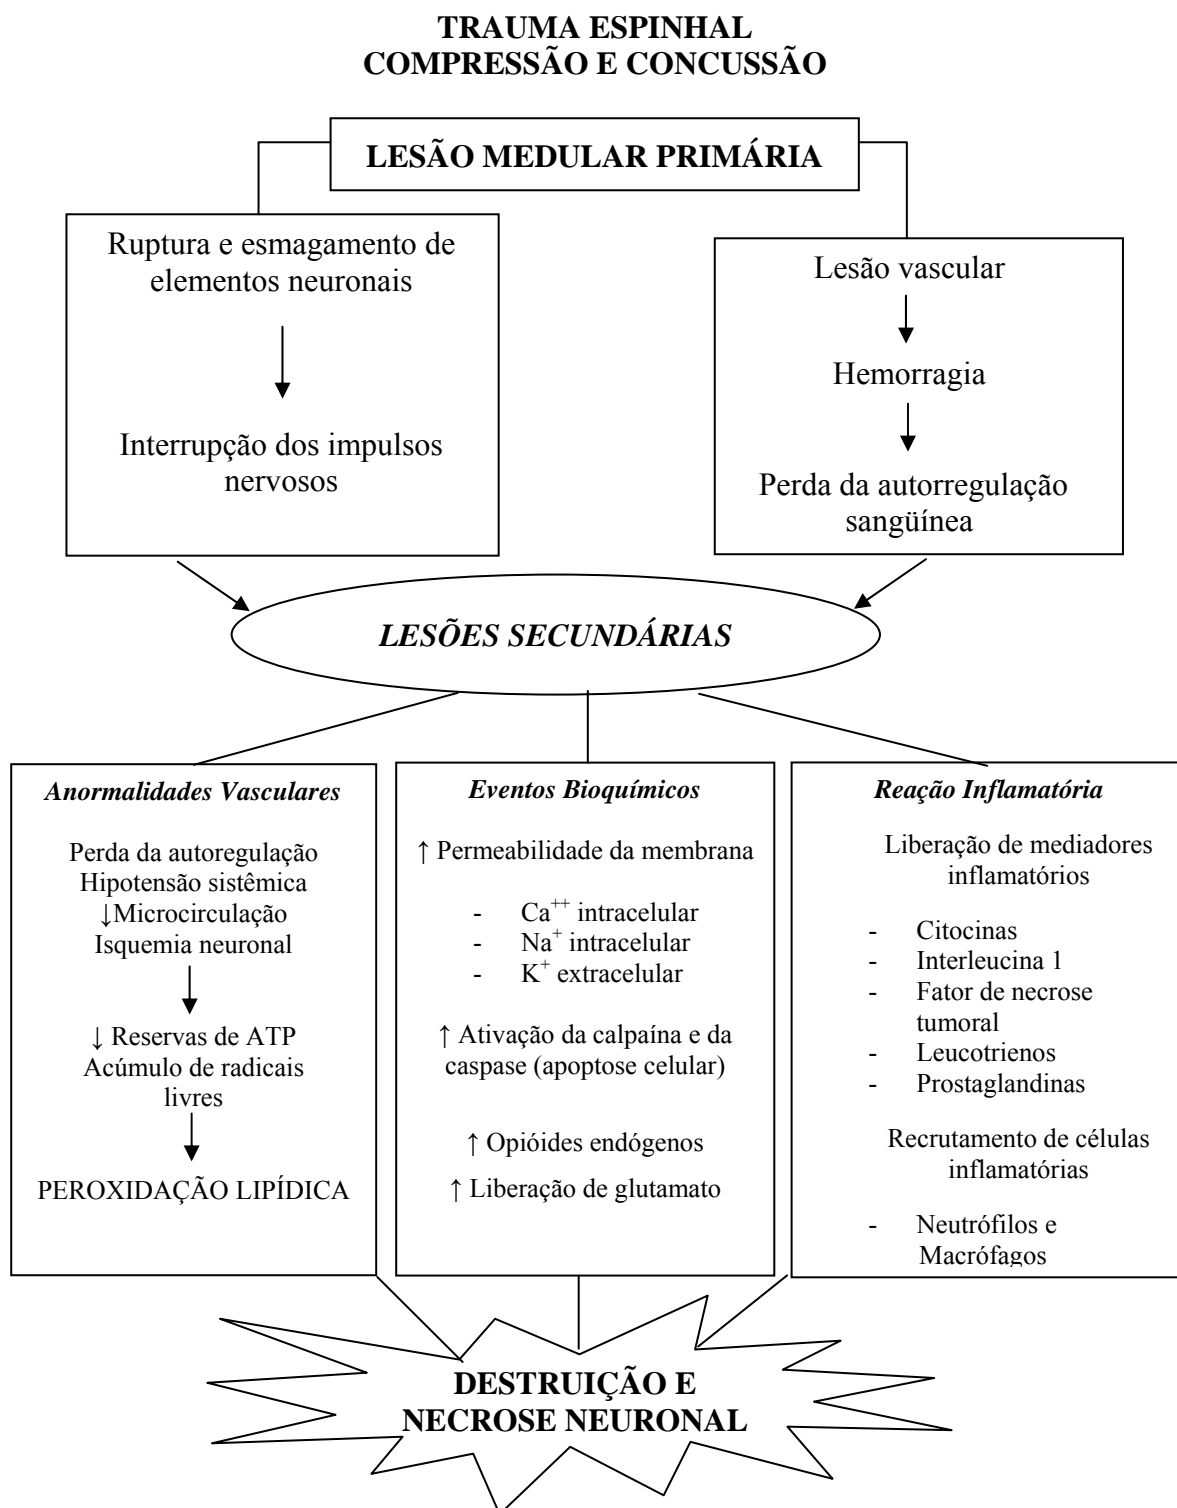 TRAUMA ESPINHAL
COMPRESSÃO E CONCUSSÃO
LESÃO MEDULAR PRIMÁRIA
Ruptura e esmagamento de
elementos neuronais
Interrupção dos impulsos
nervosos
Lesão vascular
Hemorragia
Perda da autorregulação
sangüínea
LESÕES SECUNDÁRIAS
Anormalidades Vasculares
Perda da autoregulação
Hipotensão sistêmica
↓Microcirculação
Isquemia neuronal
↓ Reservas de ATP
Acúmulo de radicais
livres
PEROXIDAÇÃO LIPÍDICA
Eventos Bioquímicos
↑ Permeabilidade da membrana
- Ca++ intracelular
- Na+ intracelular
- K+ extracelular
↑ Ativação da calpaína e da
caspase (apoptose celular)
↑ Opióides endógenos
↑ Liberação de glutamato
Reação Inflamatória
Liberação de mediadores
inflamatórios
- Citocinas
- Interleucina 1
- Fator de necrose
tumoral
- Leucotrienos
- Prostaglandinas
Recrutamento de células
inflamatórias
- Neutrófilos e
Macrófagos
DESTRUIÇÃO E
NECROSE NEURONAL